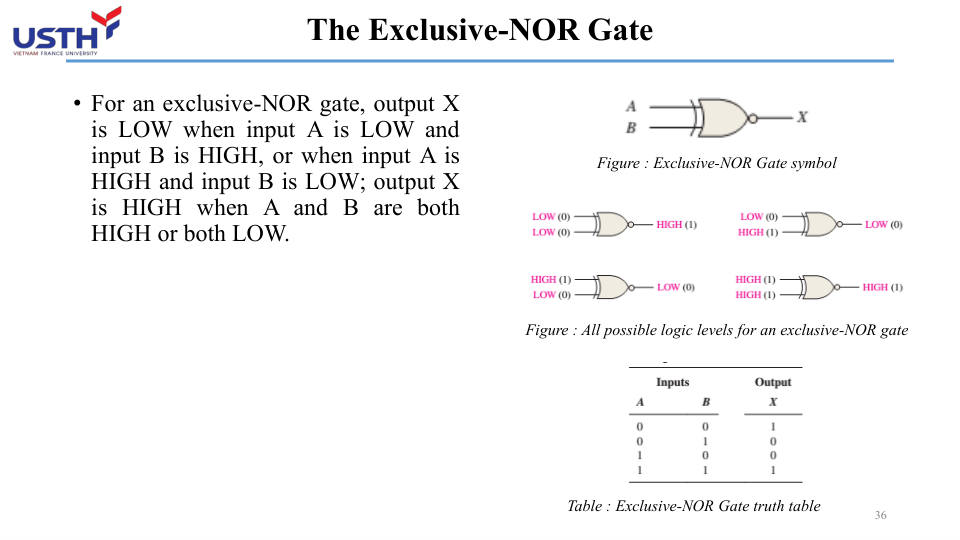 USTH
VIETNAM FRANCE UNIVERSITY
The Exclusive-NOR Gate
• For an exclusive-NOR gate, output X
is LOW when input A is LOW and
input B is HIGH, or when input A is
HIGH and input B is LOW; output X
is HIGH when A and B are both
HIGH or both LOW.
A
B
X
Figure : Exclusive-NOR Gate symbol
LOW (0)
LOW (0)
HIGH (1)
LOW (0)
HIGH (1)
LOW (0)
HIGH (1)
LOW (0)
LOW (0)
HIGH (1)
HIGH (1)
HIGH (1)
Figure : All possible logic levels for an exclusive-NOR gate
Inputs Output
A B X
0 0 1
0 1 0
1 0 0
1 1 1
Table : Exclusive-NOR Gate truth table
36